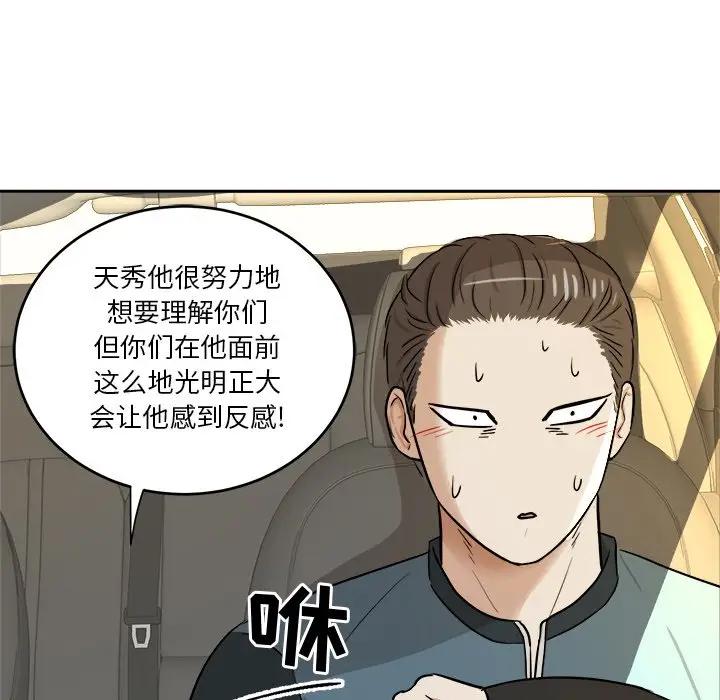 天秀他很努力地
想要理解你们
但你们在他面前
这么地光明正大
会让他感到反感!
咻